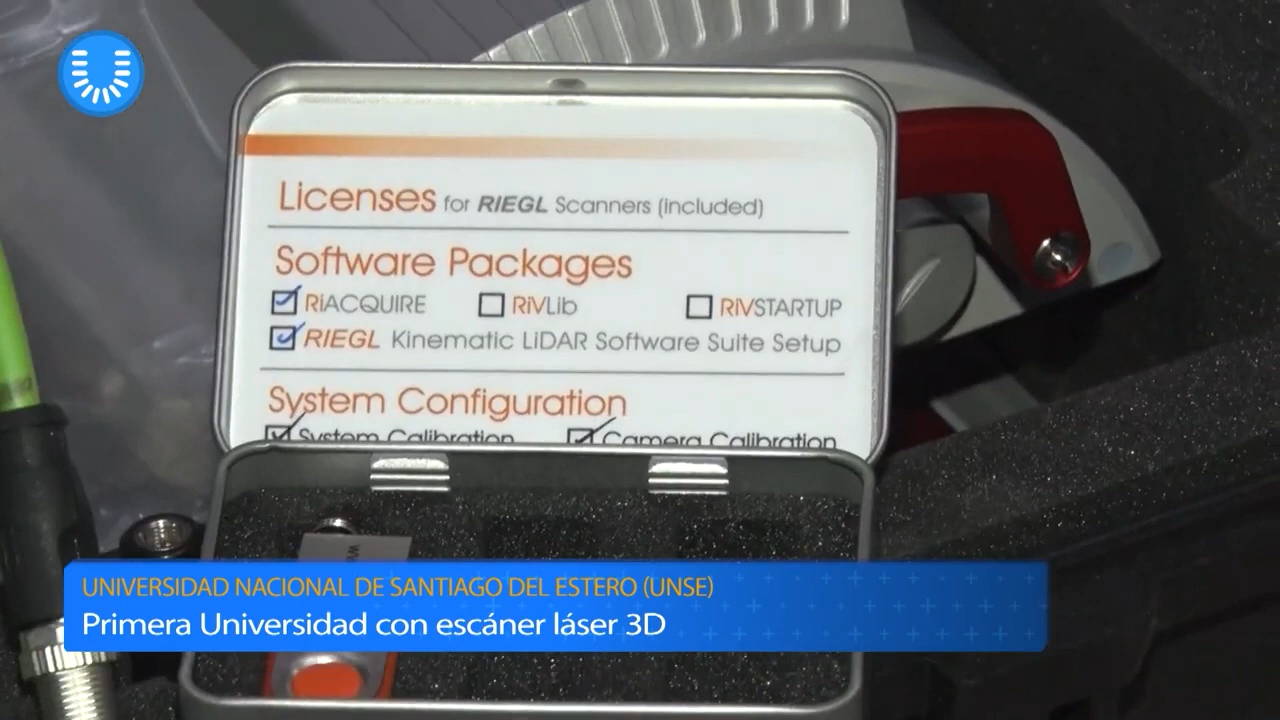 Licenses for RIEGL Scanners (included)
Software Packages
RiACQUIRE RiVLib RIVSTARTUP
RIEGL Kinematic LiDAR Software Suite Setup
System Configuration
System Calibration Camera Calibration
UNIVERSIDAD NACIONAL DE SANTIAGO DEL ESTERO (UNSE)
Primera Universidad con escáner láser 3D